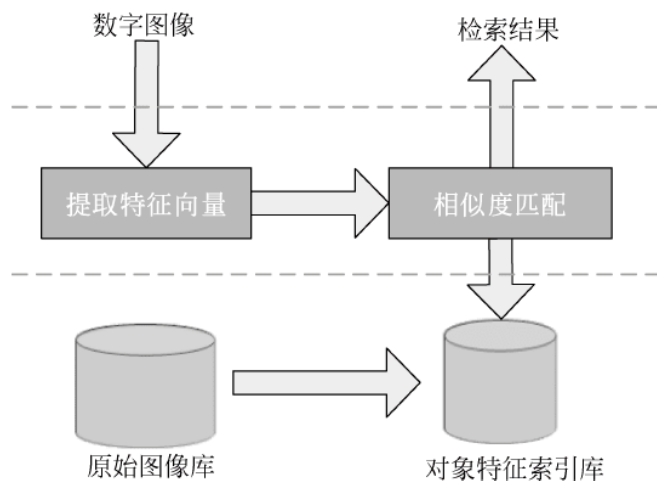 数字图像
检索结果
提取特征向量
相似度匹配
原始图像库
对象特征索引库